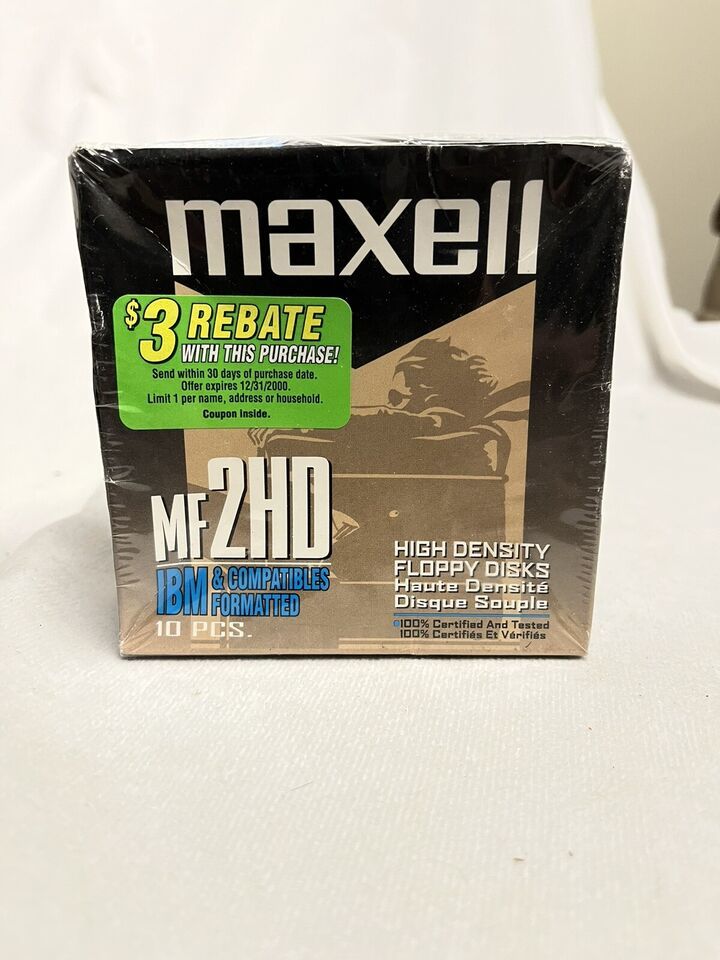 maxell
$3 REBATE
WITH THIS PURCHASE!
Send within 30 days of purchase date.
Offer expires 12/31/2000.
Limit 1 per name, address or household.
Coupon Inside.
MF 2HD
IBM & COMPATIBLES
FORMATTED
10 PCS.
HIGH DENSITY
FLOPPY DISKS
Haute Densité
Disque Souple
100% Certified And Tested
100% Certifiés Et Vérifiés